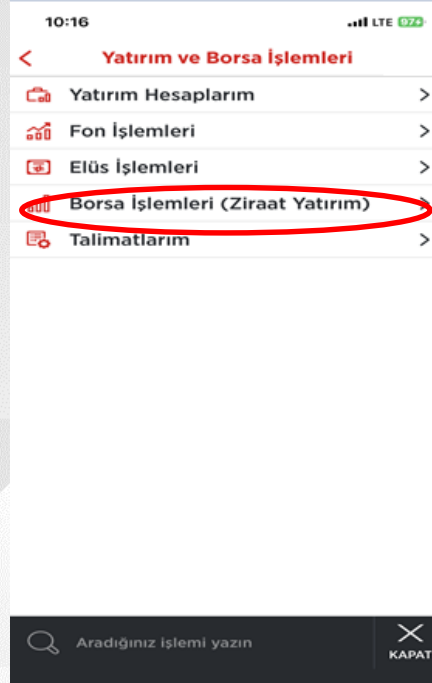 10:16
LTE 97+
Yatırım ve Borsa İşlemleri
Yatırım Hesaplarım
Fon İşlemleri
Elüs İşlemleri
Borsa İşlemleri (Ziraat Yatırım)
Talimatlarım
Aradığınız işlemi yazın
KAPAT